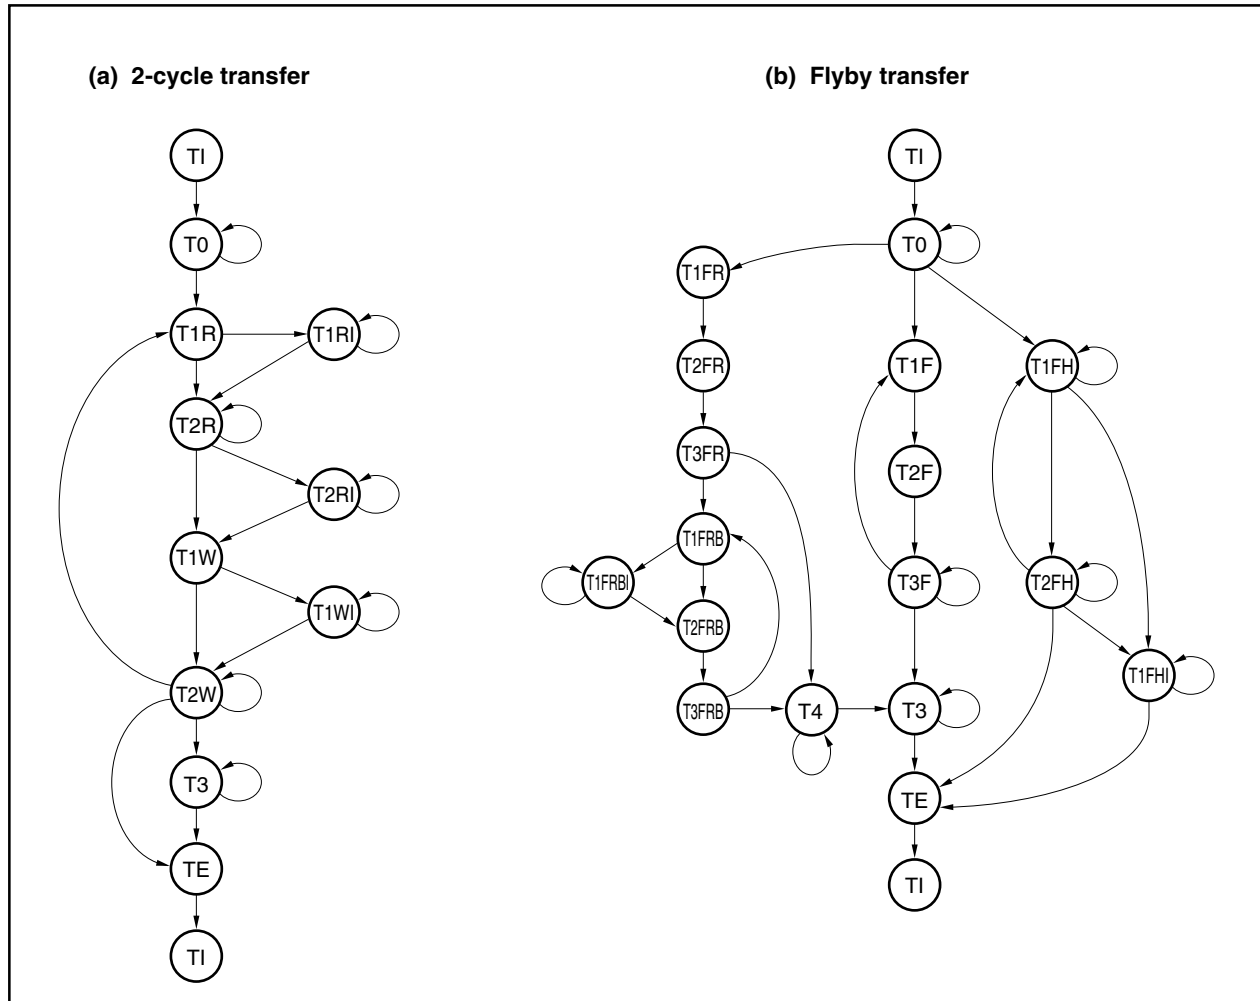 (a) 2-cycle transfer
TI
T0
T1R
T1RI
T2R
T2RI
T1W
T1WI
T2W
T3
TE
TI
(b) Flyby transfer
TI
T0
T1FR
T2FR
T3FR
T1FRB
T1FRBI
T2FRB
T3FRB
T4
T1F
T2F
T3F
T3
T1FH
T2FH
T1FHI
TE
TI